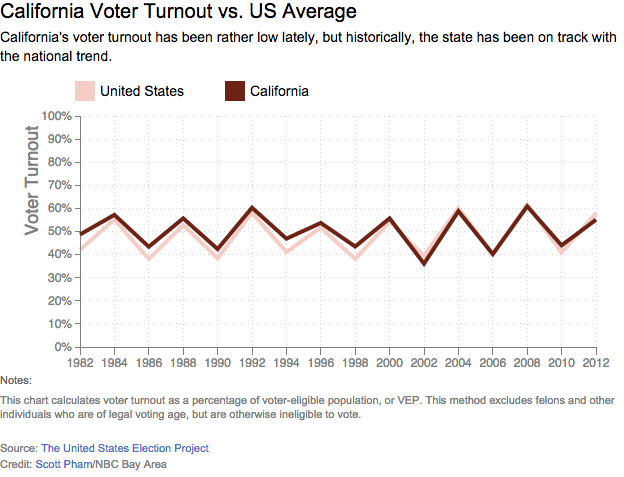 California Voter Turnout vs. US Average
California's voter turnout has been rather low lately, but historically, the state has been on track with
the national trend.
United States
California
Voter Turnout
100%
90%
80%
70%
60%
50%
40%
30%
20%
10%
0%
1982 1984 1986 1988 1990 1992 1994 1996 1998 2000 2002 2004 2006 2008 2010 2012
Notes:
This chart calculates voter turnout as a percentage of voter-eligible population, or VEP. This method excludes felons and other
individuals who are of legal voting age, but are otherwise ineligible to vote.
Source: The United States Election Project
Credit: Scott Pham/NBC Bay Area